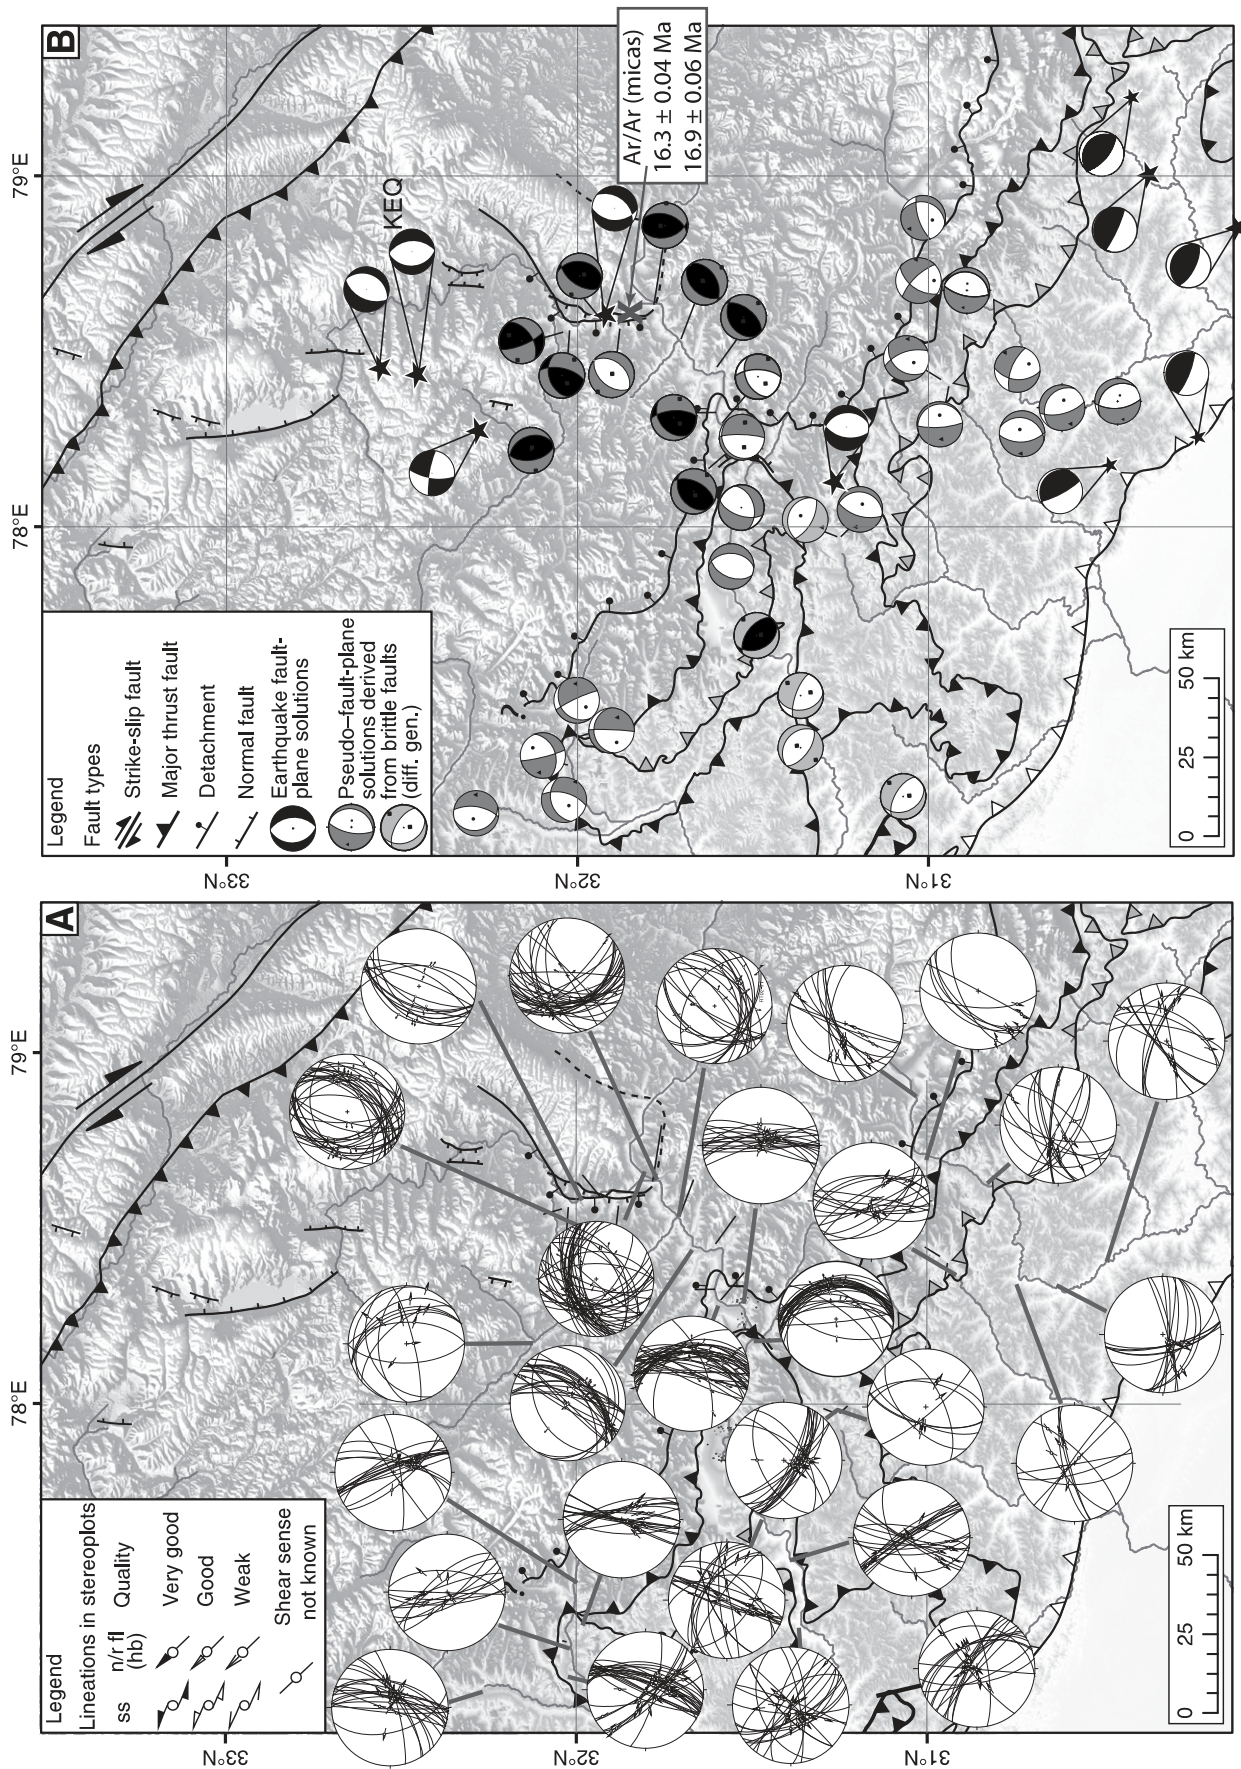 A
78°E
79°E
33°N
32°N
31°N
Legend
Lineations in stereoplots
ss
n/r fl
(hb)
Quality
Very good
Good
Weak
Shear sense
not known
0
25
50 km
B
78°E
79°E
33°N
32°N
31°N
Legend
Fault types
Strike-slip fault
Major thrust fault
Detachment
Normal fault
Earthquake fault-
plane solutions
Pseudo–fault-plane
solutions derived
from brittle faults
(diff. gen.)
KEQ
Ar/Ar (micas)
16.3 ± 0.04 Ma
16.9 ± 0.06 Ma
?
0
25
50 km